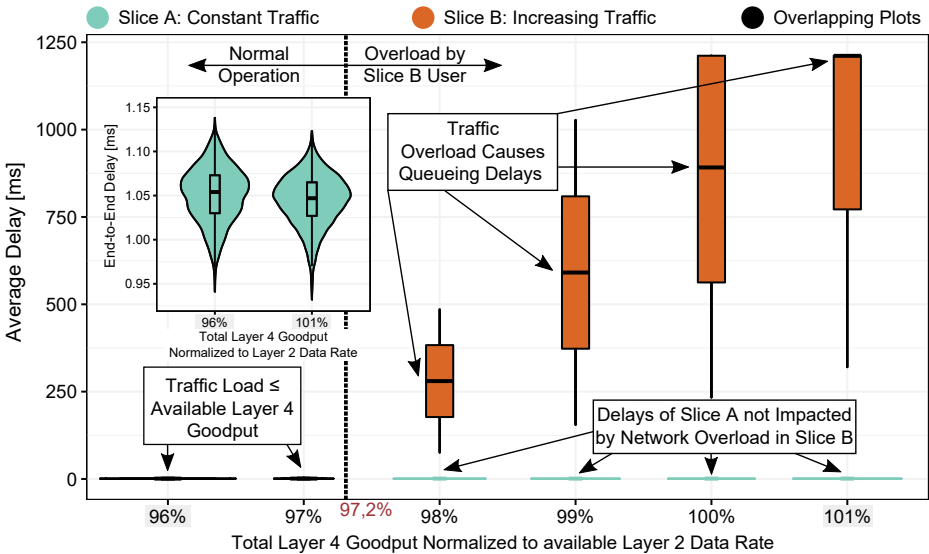 Slice A: Constant Traffic
Slice B: Increasing Traffic
Overlapping Plots
Average Delay [ms]
1250
1000
750
500
250
0
Normal
Operation
Overload by
Slice B User
End-to-End Delay [ms]
1.15
1.10
1.05
1.00
0.95
96%
101%
Total Layer 4 Goodput
Normalized to Layer 2 Data Rate
Traffic
Overload Causes
Queueing Delays
Traffic Load ≤
Available Layer 4
Goodput
Delays of Slice A not Impacted
by Network Overload in Slice B
96%
97%
97,2%
98%
99%
100%
101%
Total Layer 4 Goodput Normalized to available Layer 2 Data Rate